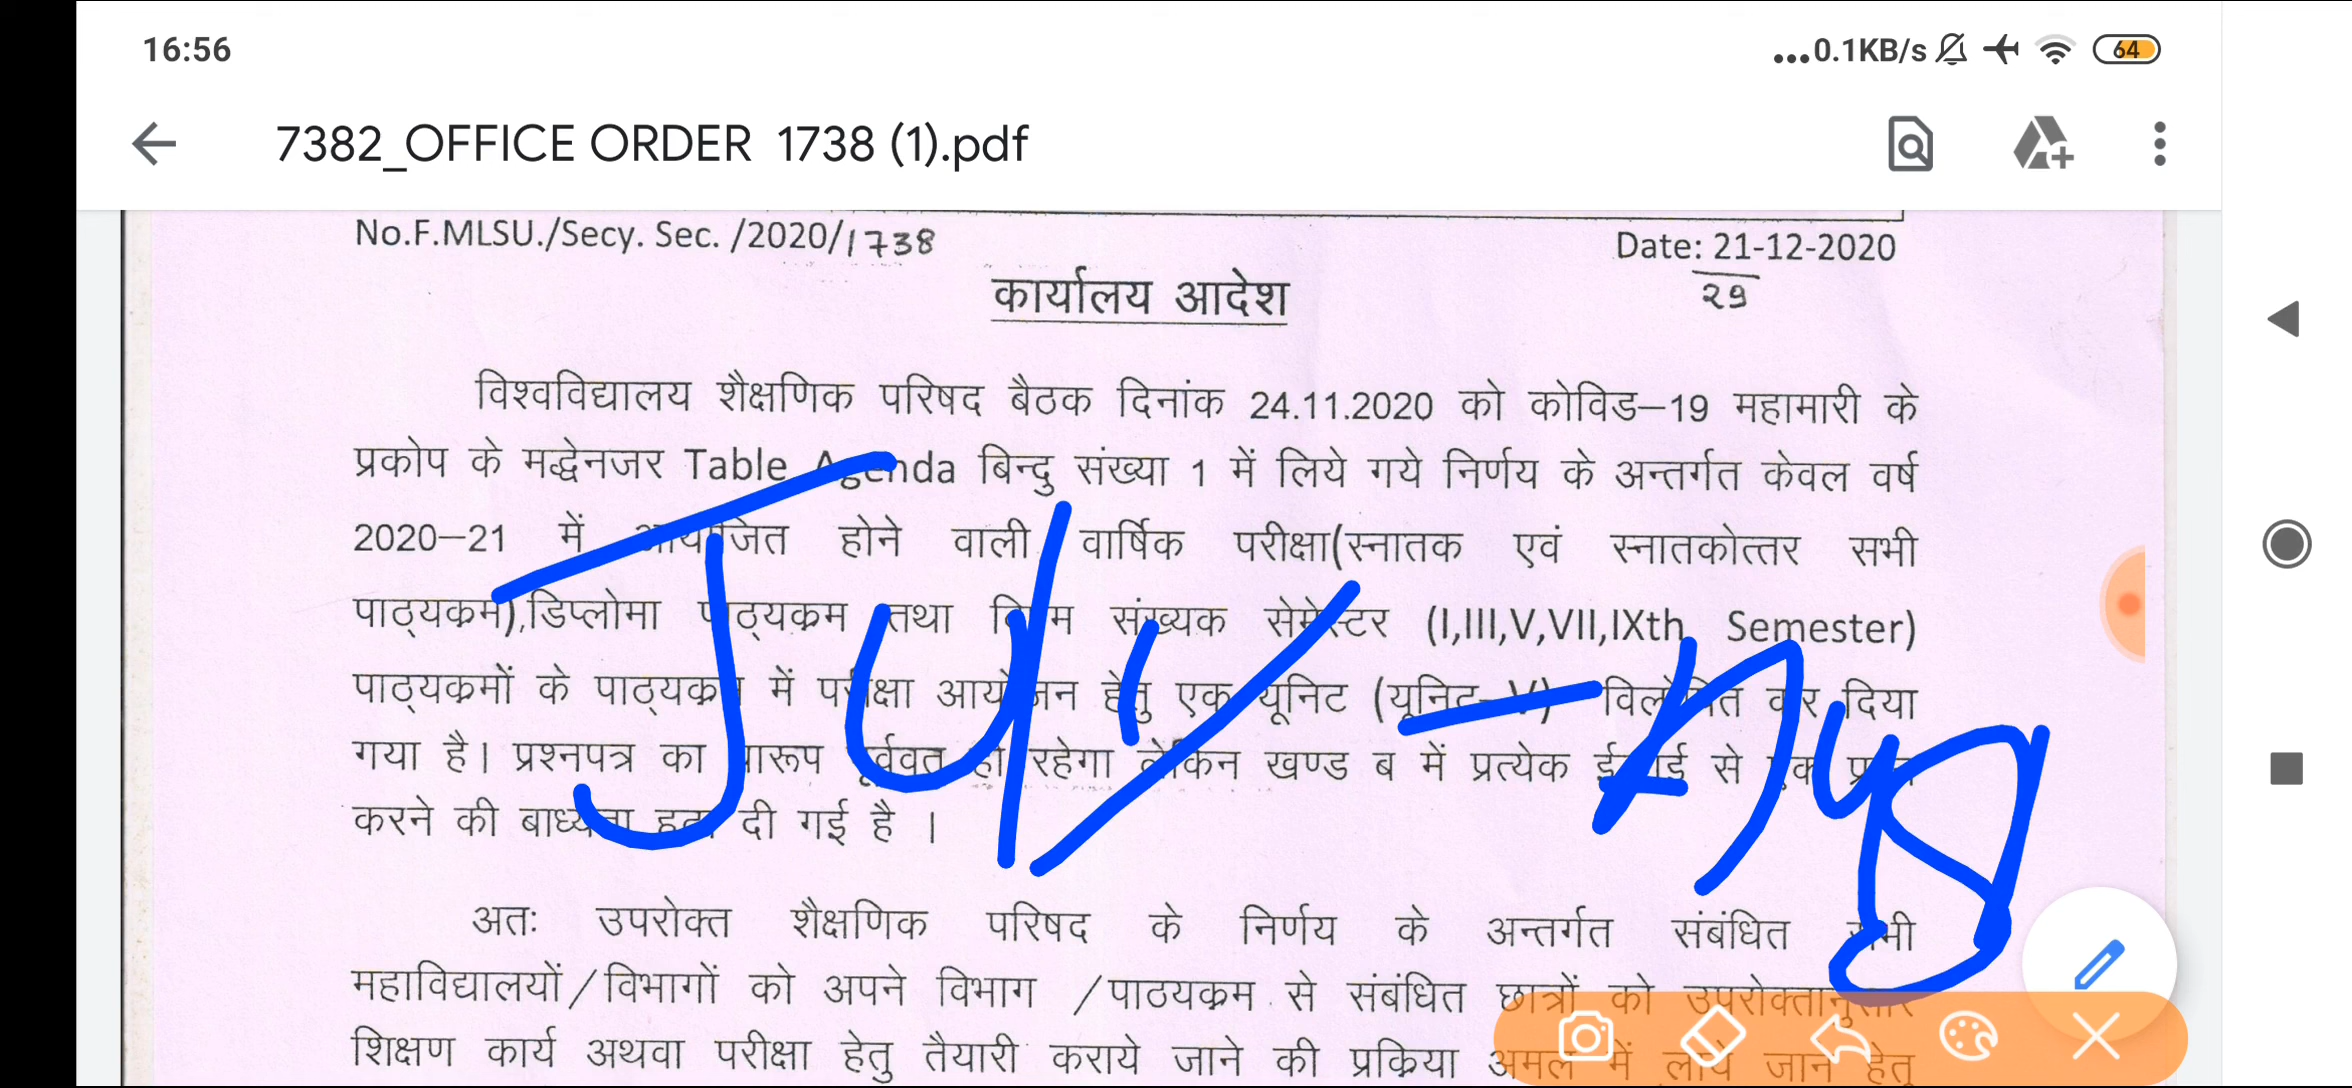 16:56
...0.1KB/s 64
7382_OFFICE ORDER 1738 (1).pdf
No.F.MLSU./Secy. Sec. /2020/1738
Date: 21-12-2020
29
कार्यालय आदेश
विश्वविद्यालय शैक्षणिक परिषद बैठक दिनांक 24.11.2020 को कोविड–19 महामारी के
प्रकोप के मद्धेनजर Table Agenda बिन्दु संख्या 1 में लिये गये निर्णय के अन्तर्गत केवल वर्ष
2020–21 में आयोजित होने वाली वार्षिक परीक्षा(स्नातक एवं स्नातकोत्तर सभी
पाठ्यक्रम),डिप्लोमा पाठ्यक्रम तथा विषम संख्यक सेमेस्टर (I,III,V,VII,IXth Semester)
पाठ्यक्रमों के पाठ्यक्रम में परीक्षा आयोजन हेतु एक यूनिट (यूनिट–V) विलोपित कर दिया
गया है। प्रश्नपत्र का प्रारूप पूर्ववत ही रहेगा लेकिन खण्ड ब में प्रत्येक ईकाई से एक प्रश्न
करने की बाध्यता हटा दी गई है ।
अतः उपरोक्त शैक्षणिक परिषद के निर्णय के अन्तर्गत संबंधित सभी
महाविद्यालयों/विभागों को अपने विभाग /पाठयक्रम से संबंधित छात्रों को उपरोक्तानुसार
शिक्षण कार्य अथवा परीक्षा हेतु तैयारी कराये जाने की प्रक्रिया अमल में लाये जाने हेतु